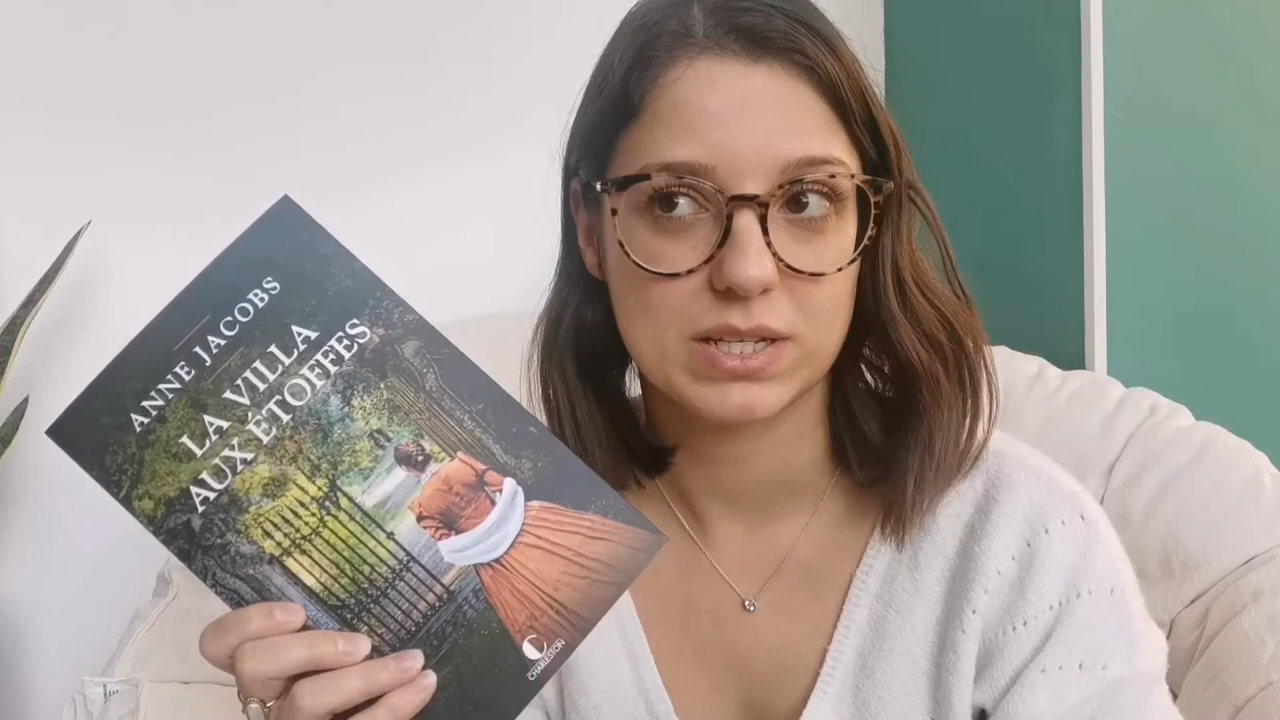 ANNE JACOBS
LA VILLA
AUX ÉTOFFES
C
CHARLESTON